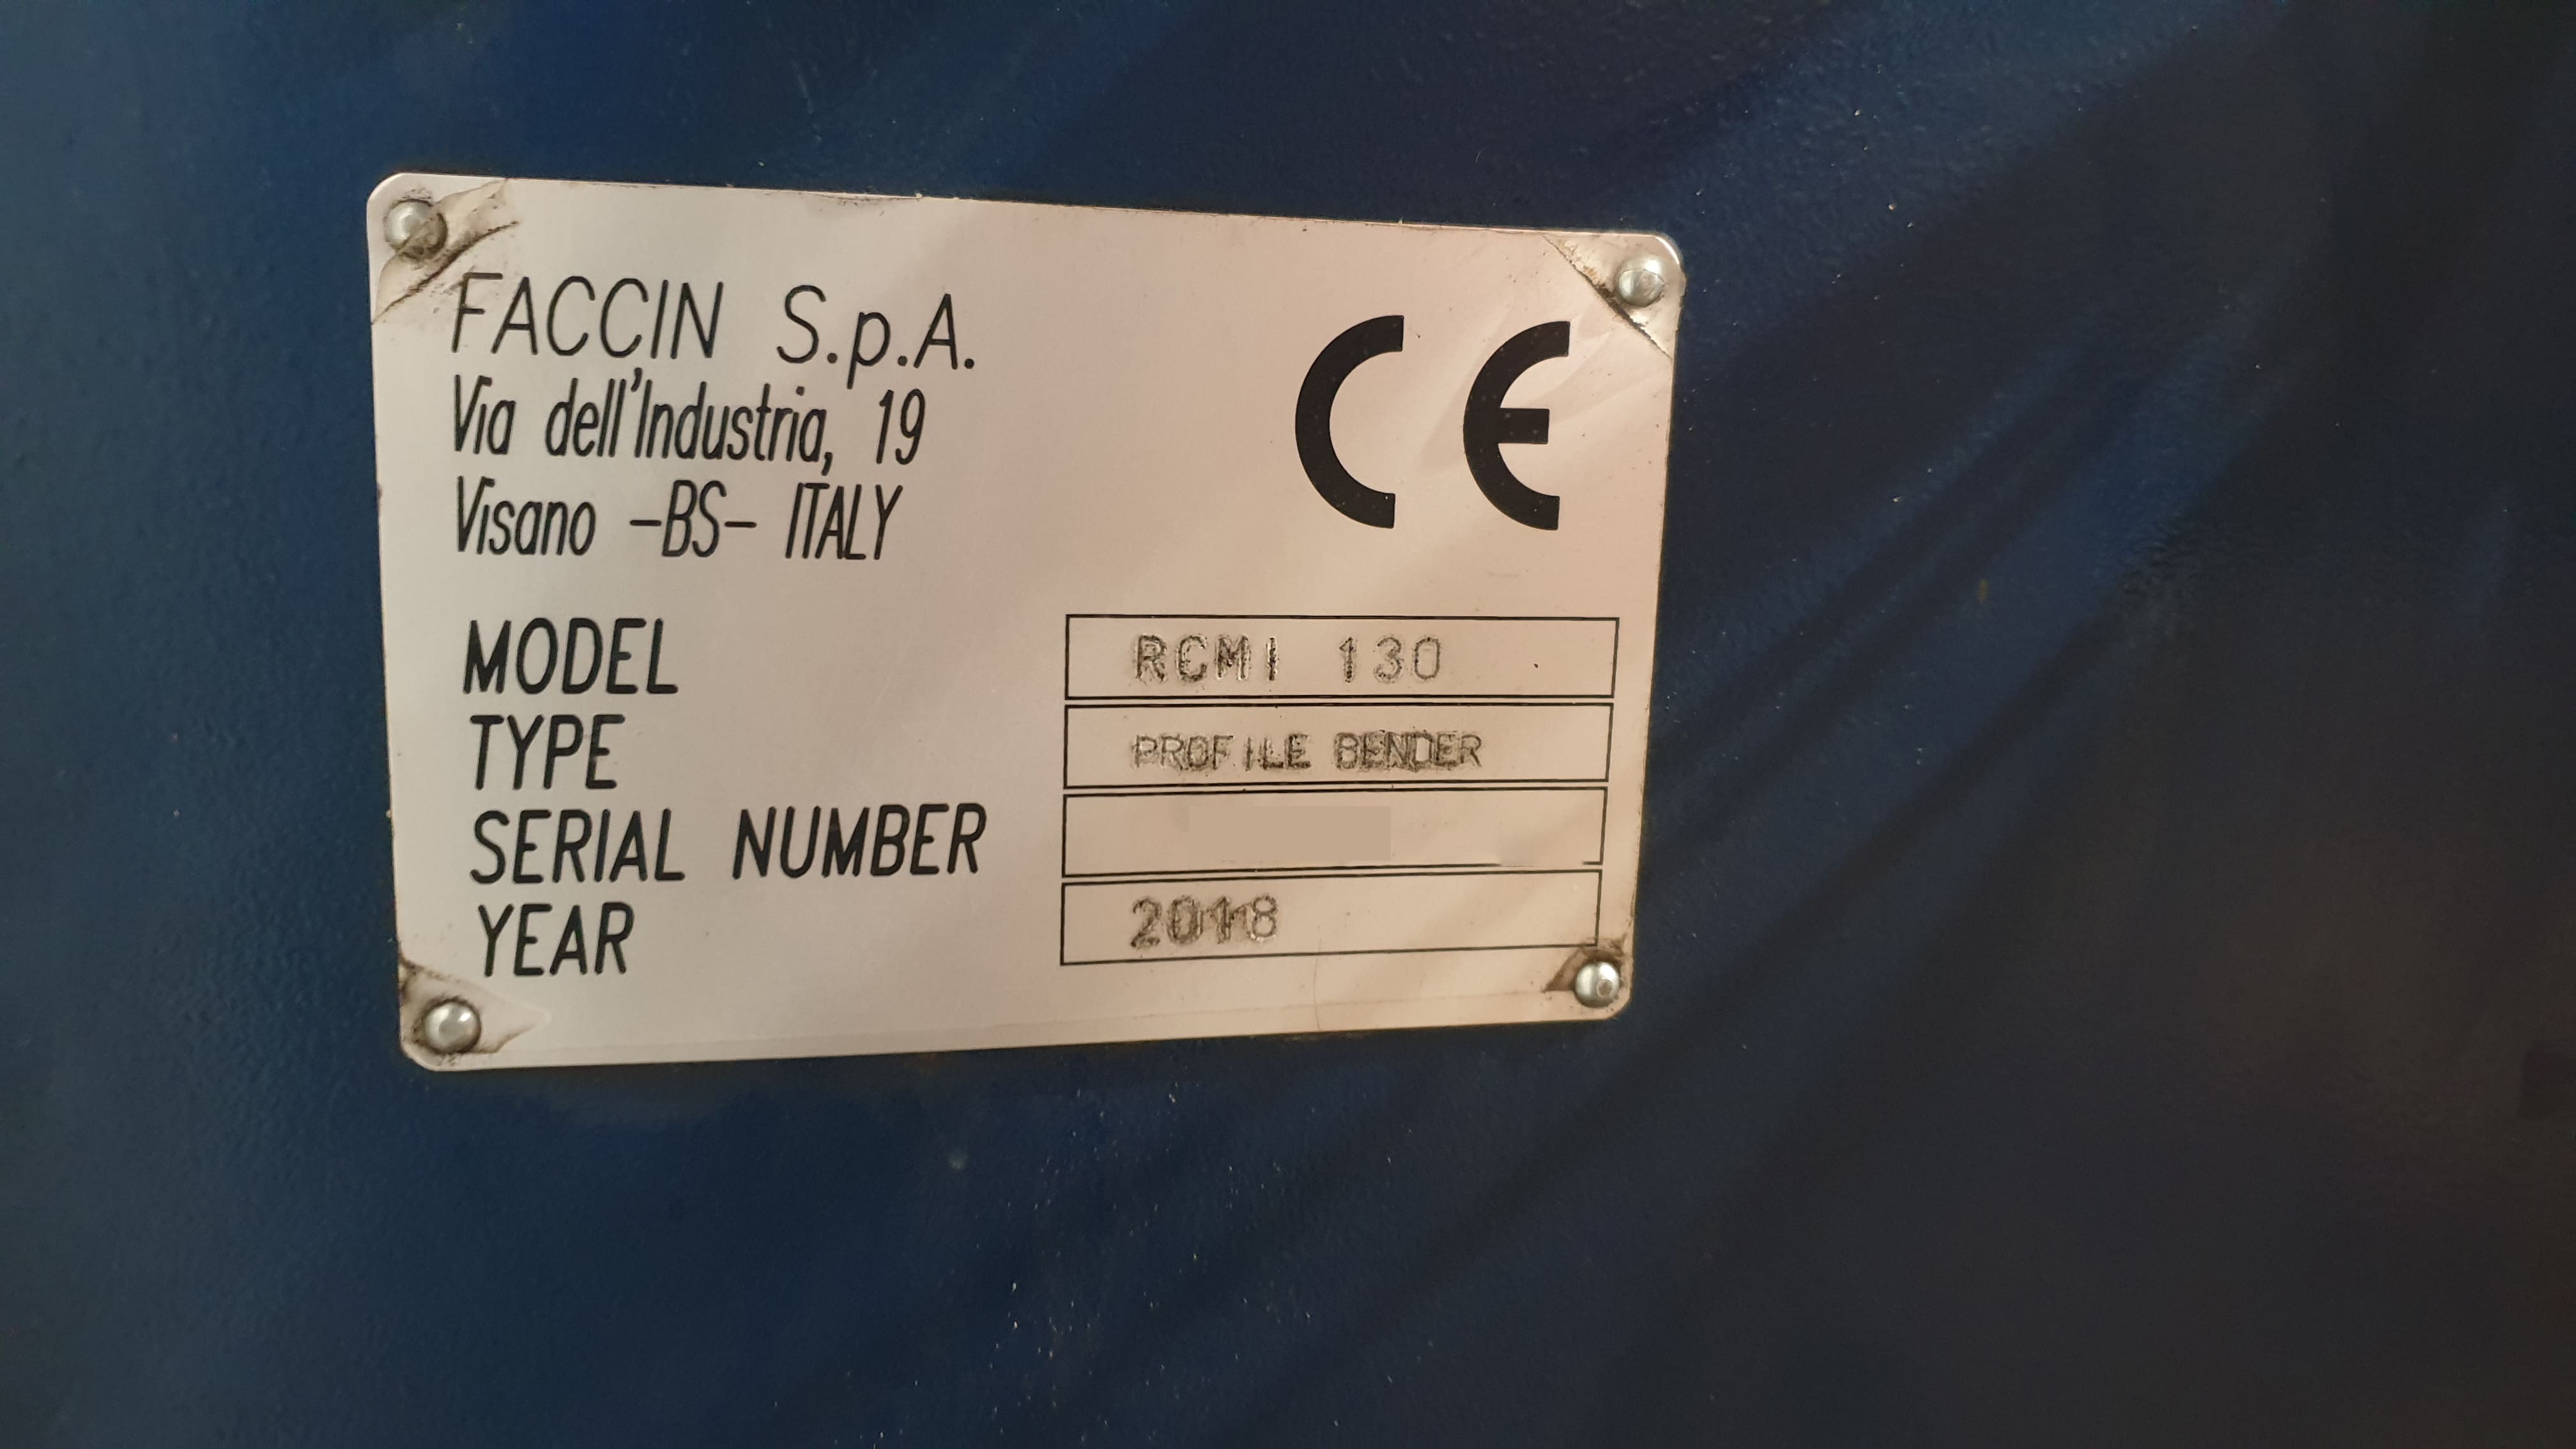 FACCIN S.p.A.
Via dell'Industria, 19
Visano -BS- ITALY
CE
MODEL RCMI 130
TYPE PROFILE BENDER
SERIAL NUMBER
YEAR 2018